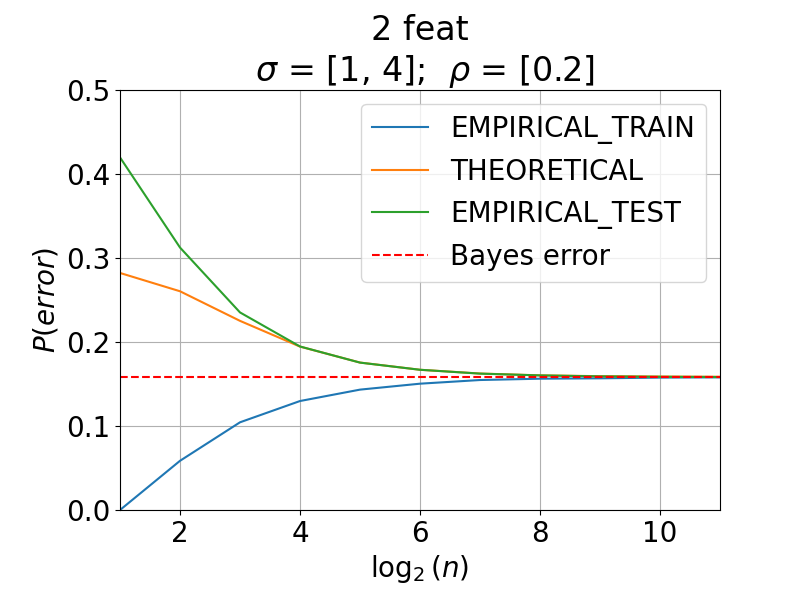 2 feat
σ = [1, 4]; ρ = [0.2]
0.5
0.4
0.3
0.2
0.1
0.0
P(error)
EMPIRICAL_TRAIN
THEORETICAL
EMPIRICAL_TEST
Bayes error
2 4 6 8 10
log₂ (n)